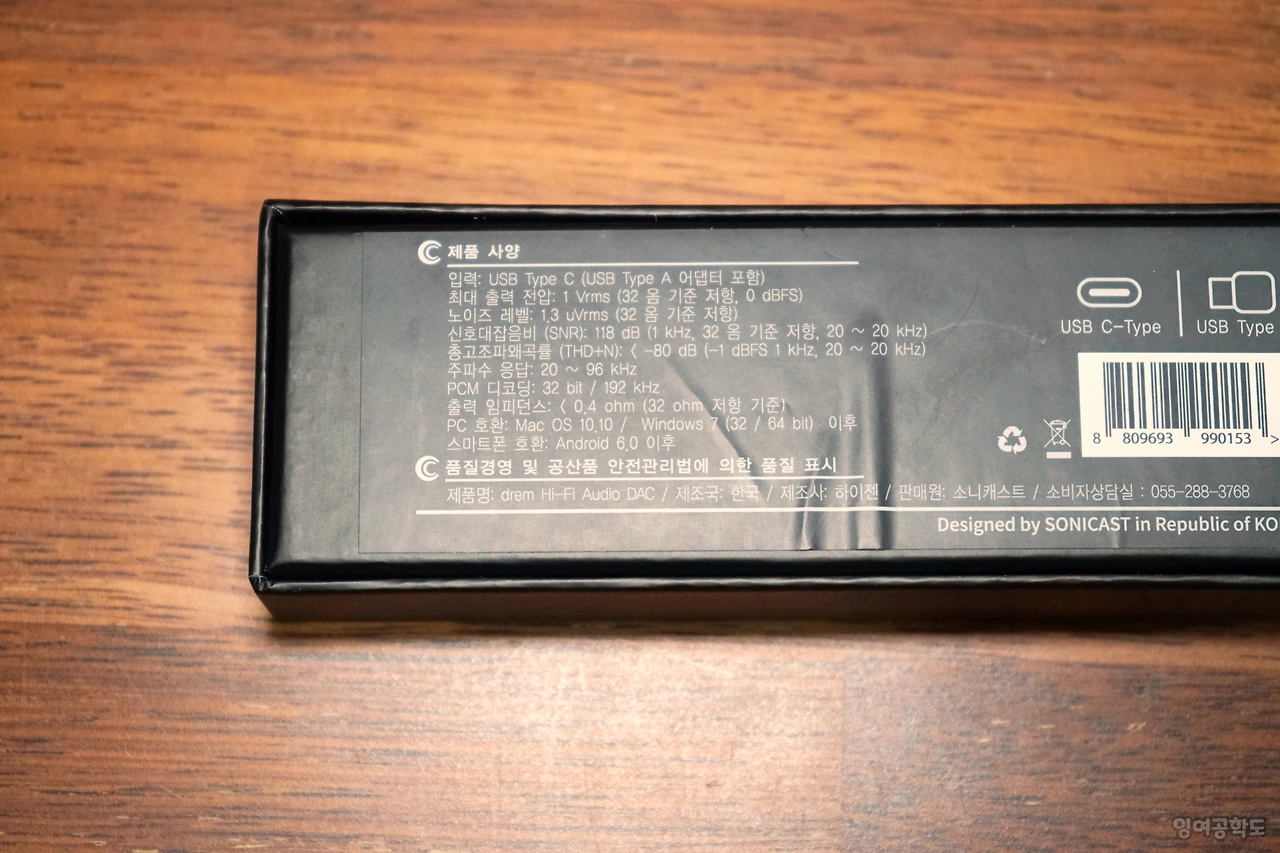 제품 사양
입력: USB Type C (USB Type A 어댑터 포함)
최대 출력 전압: 1 Vrms (32 옴 기준 저항, 0 dBFS)
노이즈 레벨: 1,3 uVrms (32 옴 기준 저항)
신호대잡음비 (SNR): 118 dB (1 kHz, 32 옴 기준 저항, 20 ~ 20 kHz)
총고조파왜곡률 (THD+N): < -80 dB (-1 dBFS 1 kHz, 20 ~ 20 kHz)
주파수 응답: 20 ~ 96 kHz
PCM 디코딩: 32 bit / 192 kHz
출력 임피던스: < 0.4 ohm (32 ohm 저항 기준)
PC 호환: Mac OS 10.10 / Windows 7 (32 / 64 bit) 이후
스마트폰 호환: Android 6.0 이후
품질경영 및 공산품 안전관리법에 의한 품질 표시
제품명: drem Hi-Fi Audio DAC / 제조국: 한국 / 제조사: 하이젠 / 판매원: 소니캐스트 / 소비자상담실 : 055-288-3768
Designed by SONICAST in Republic of KO
USB C-Type
USB Type
8 809693 990153 >
잉여공학도